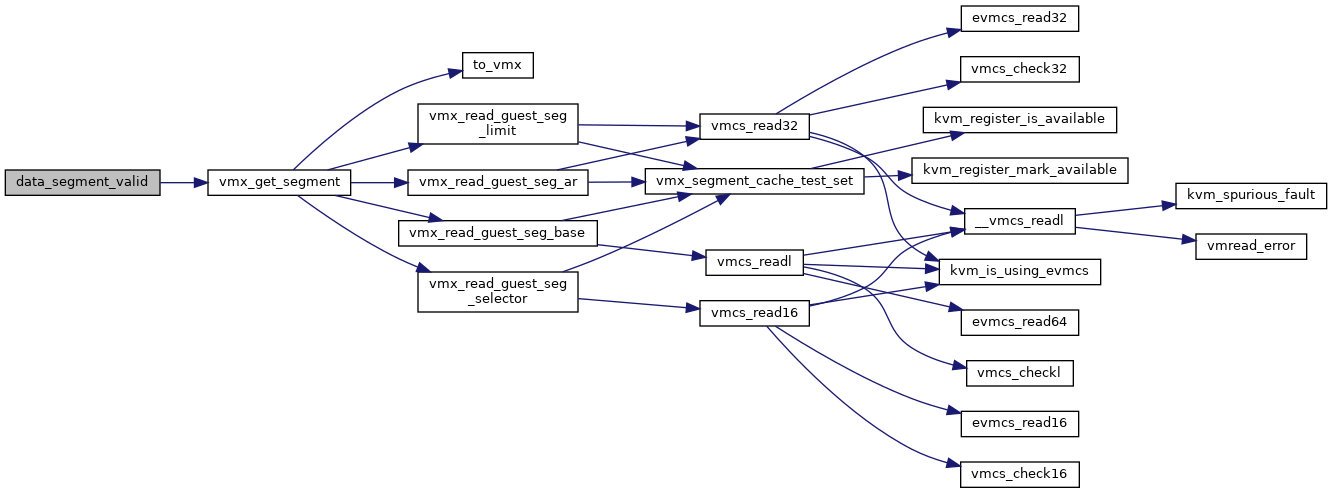 data_segment_valid
vmx_get_segment
to_vmx
vmx_read_guest_seg
_limit
vmx_read_guest_seg_ar
vmx_read_guest_seg_base
vmx_read_guest_seg
_selector
vmcs_read32
vmx_segment_cache_test_set
vmcs_readl
vmcs_read16
evmcs_read32
vmcs_check32
kvm_register_is_available
kvm_register_mark_available
__vmcs_readl
kvm_is_using_evmcs
evmcs_read64
vmcs_checkl
evmcs_read16
vmcs_check16
kvm_spurious_fault
vmread_error